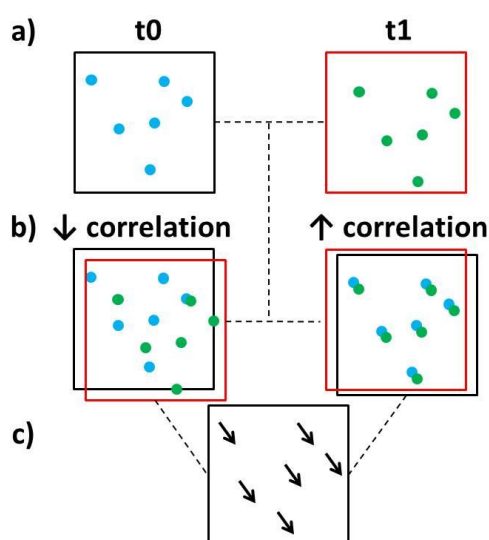 a) t0 t1
b) ↓ correlation ↑ correlation
c)